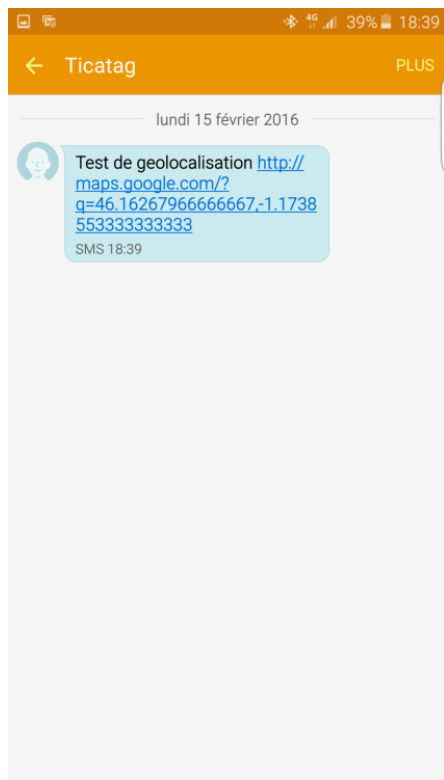 4G 39% 18:39
Ticatag PLUS
lundi 15 février 2016
Test de geolocalisation http://
maps.google.com/?
q=46.16267966666667,-1.1738
553333333333
SMS 18:39